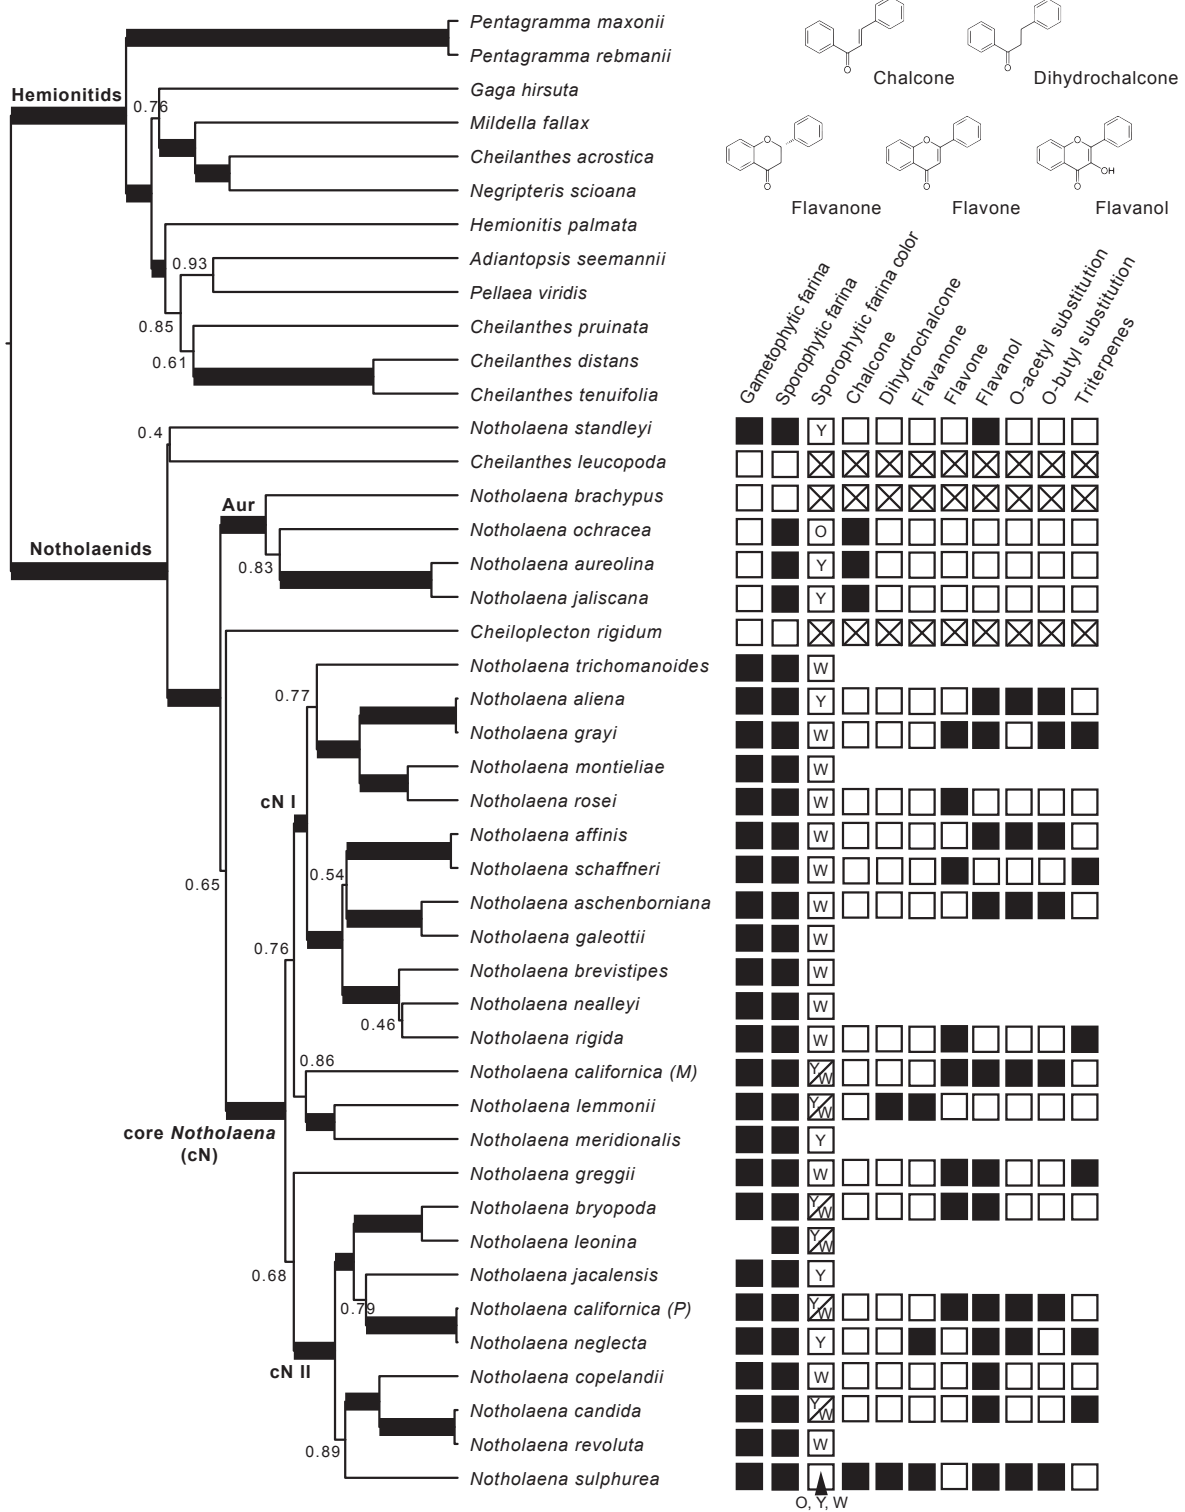 Pentagramma maxonii
Pentagramma rebmanii
Chalcone
Dihydrochalcone
Hemionitids
0.76
Gaga hirsuta
Mildella fallax
Cheilanthes acrostica
Negripteris scioana
Flavanone
Flavone
Flavanol
O
O
O
O
O
O
O
O
OH
Hemionitis palmata
0.93
Adiantopsis seemannii
Pellaea viridis
0.85
Cheilanthes pruinata
0.61
Cheilanthes distans
Cheilanthes tenuifolia
Gametophytic farina
Sporophytic farina
Sporophytic farina color
Chalcone
Dihydrochalcone
Flavanone
Flavone
Flavanol
O-acetyl substitution
O-butyl substitution
Triterpenes
0.4
Notholaena standleyi Y
Cheilanthes leucopoda
Aur
Notholaena brachypus
Notholaena ochracea O
Notholaenids
0.83
Notholaena aureolina Y
Notholaena jaliscana Y
Cheiloplecton rigidum
Notholaena trichomanoides W
0.77
Notholaena aliena Y
Notholaena grayi W
Notholaena montieliae W
cN I
Notholaena rosei W
Notholaena affinis W
0.54
Notholaena schaffneri W
0.65
Notholaena aschenborniana W
Notholaena galeottii W
0.76
Notholaena brevistipes W
Notholaena nealleyi W
0.46
Notholaena rigida W
0.86
Notholaena californica (M) Y W
Notholaena lemmonii Y W
core Notholaena
(cN)
Notholaena meridionalis Y
Notholaena greggii W
Notholaena bryopoda Y W
Notholaena leonina Y W
0.68
Notholaena jacalensis Y
0.79
Notholaena californica (P) Y W
Notholaena neglecta Y
cN II
Notholaena copelandii W
Notholaena candida Y W
0.89
Notholaena revoluta W
Notholaena sulphurea
O, Y, W